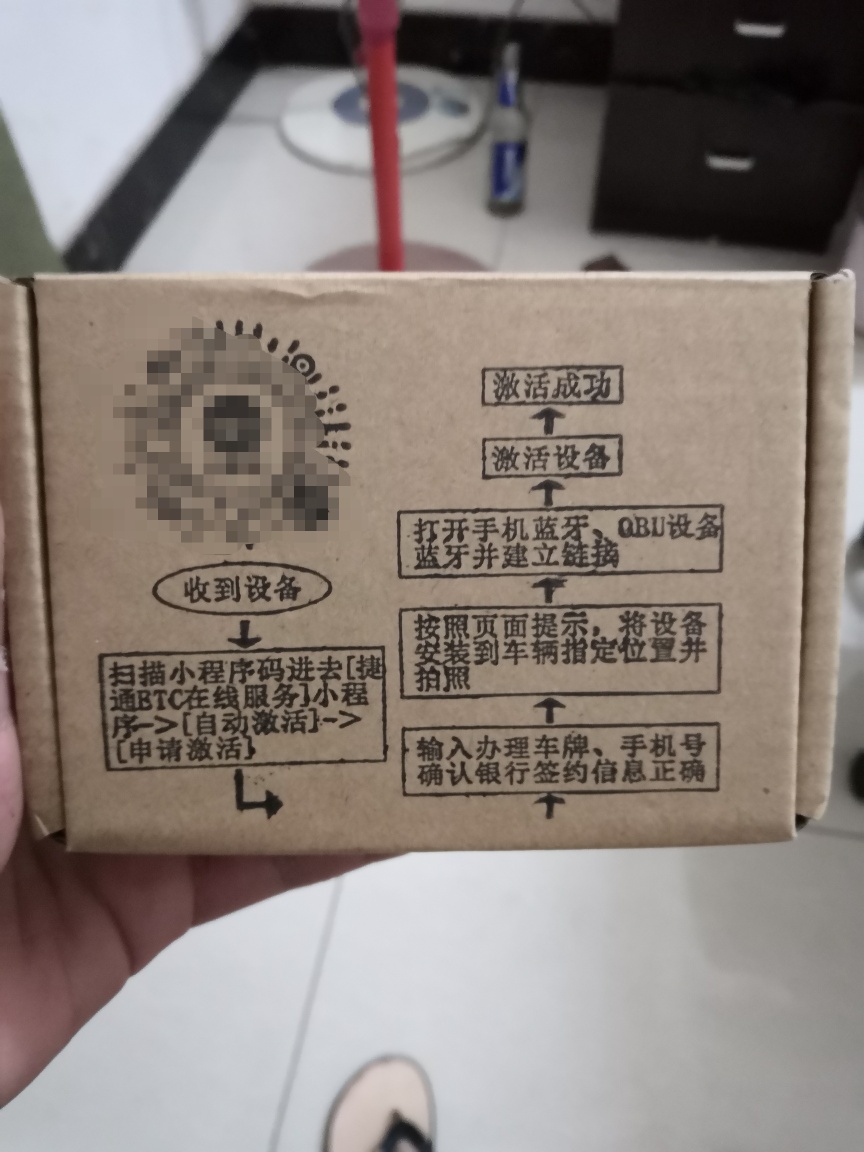 收到设备
扫描小程序码进去[捷
通ETC在线服务]小程
序->[自动激活]->
[申请激活]
输入办理车牌、手机号
确认银行签约信息正确
按照页面提示，将设备
安装到车辆指定位置并
拍照
打开手机蓝牙、OBU设备
蓝牙并建立链接
激活设备
激活成功